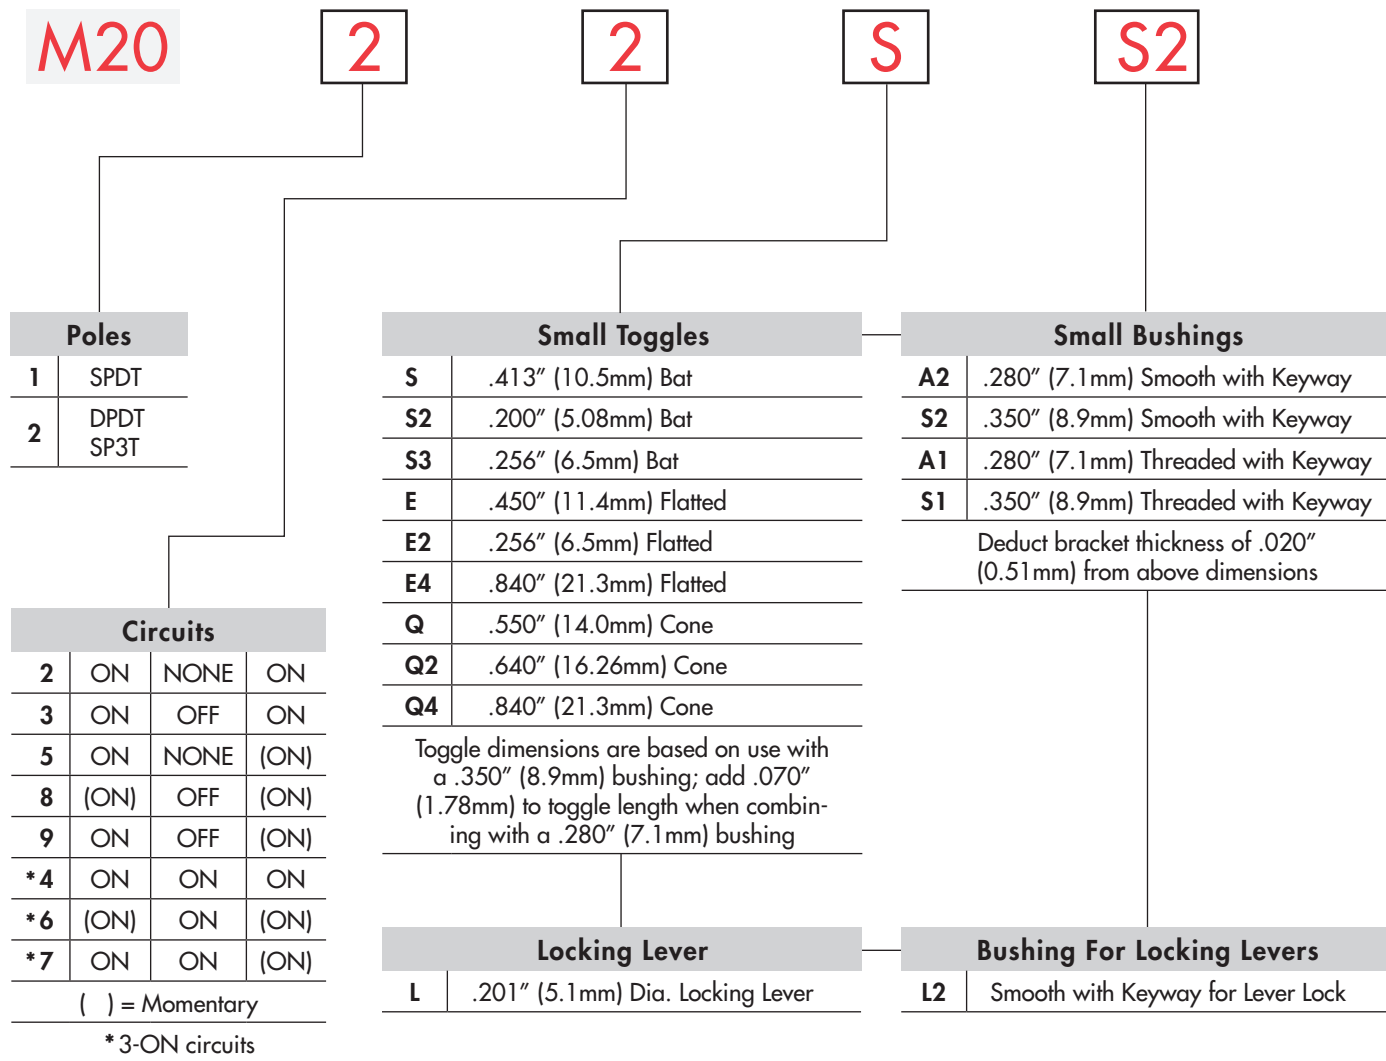 M20 2 2 S S2
Poles
1 SPDT
2 DPDT
SP3T
Circuits
2 ON NONE ON
3 ON OFF ON
5 ON NONE (ON)
8 (ON) OFF (ON)
9 ON OFF (ON)
*4 ON ON ON
*6 (ON) ON (ON)
*7 ON ON (ON)
( ) = Momentary
*3-ON circuits
Small Toggles
S .413" (10.5mm) Bat
S2 .200" (5.08mm) Bat
S3 .256" (6.5mm) Bat
E .450" (11.4mm) Flatted
E2 .256" (6.5mm) Flatted
E4 .840" (21.3mm) Flatted
Q .550" (14.0mm) Cone
Q2 .640" (16.26mm) Cone
Q4 .840" (21.3mm) Cone
Toggle dimensions are based on use with
a .350" (8.9mm) bushing; add .070"
(1.78mm) to toggle length when combin-
ing with a .280" (7.1mm) bushing
Locking Lever
L .201" (5.1mm) Dia. Locking Lever
Small Bushings
A2 .280" (7.1mm) Smooth with Keyway
S2 .350" (8.9mm) Smooth with Keyway
A1 .280" (7.1mm) Threaded with Keyway
S1 .350" (8.9mm) Threaded with Keyway
Deduct bracket thickness of .020"
(0.51mm) from above dimensions
Bushing For Locking Levers
L2 Smooth with Keyway for Lever Lock